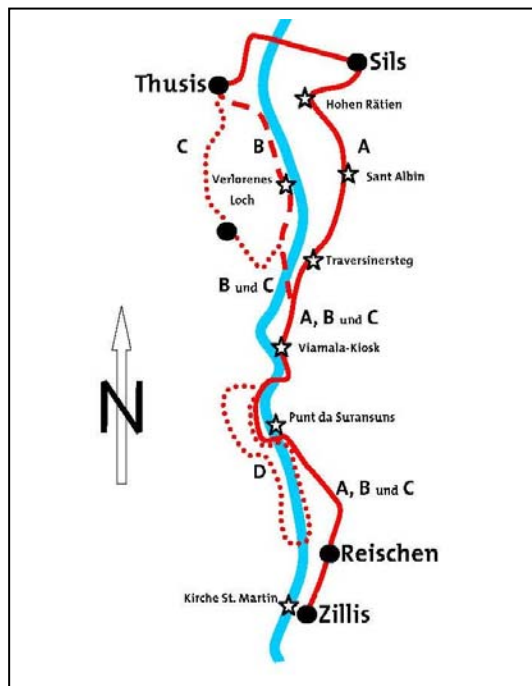 Sils
Thusis
Hohen Rätien
C
B
A
Verlorenes
Loch
Sant Albin
Traversinersteg
B und C
A, B und C
Viamala-Kiosk
N
Punt da Suransuns
D
A, B und C
Reischen
Kirche St. Martin
Zillis